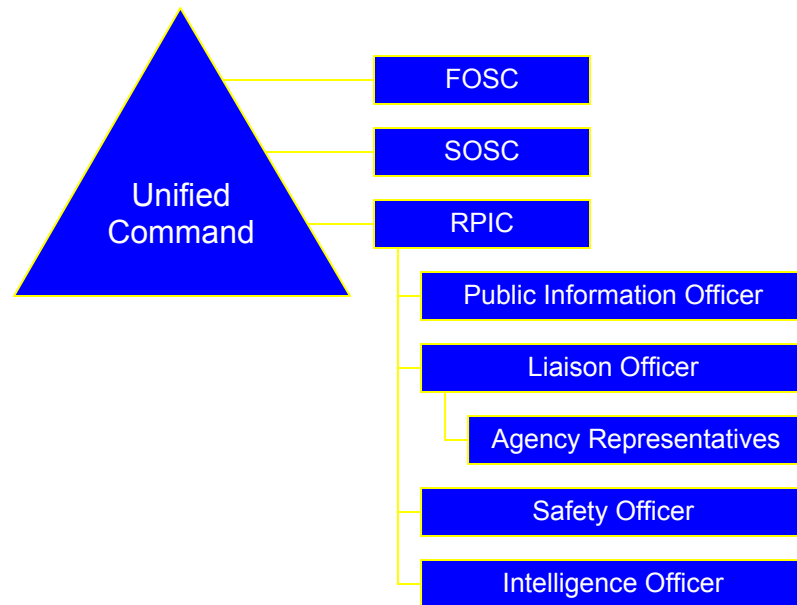 Unified
Command
FOSC
SOSC
RPIC
Public Information Officer
Liaison Officer
Agency Representatives
Safety Officer
Intelligence Officer